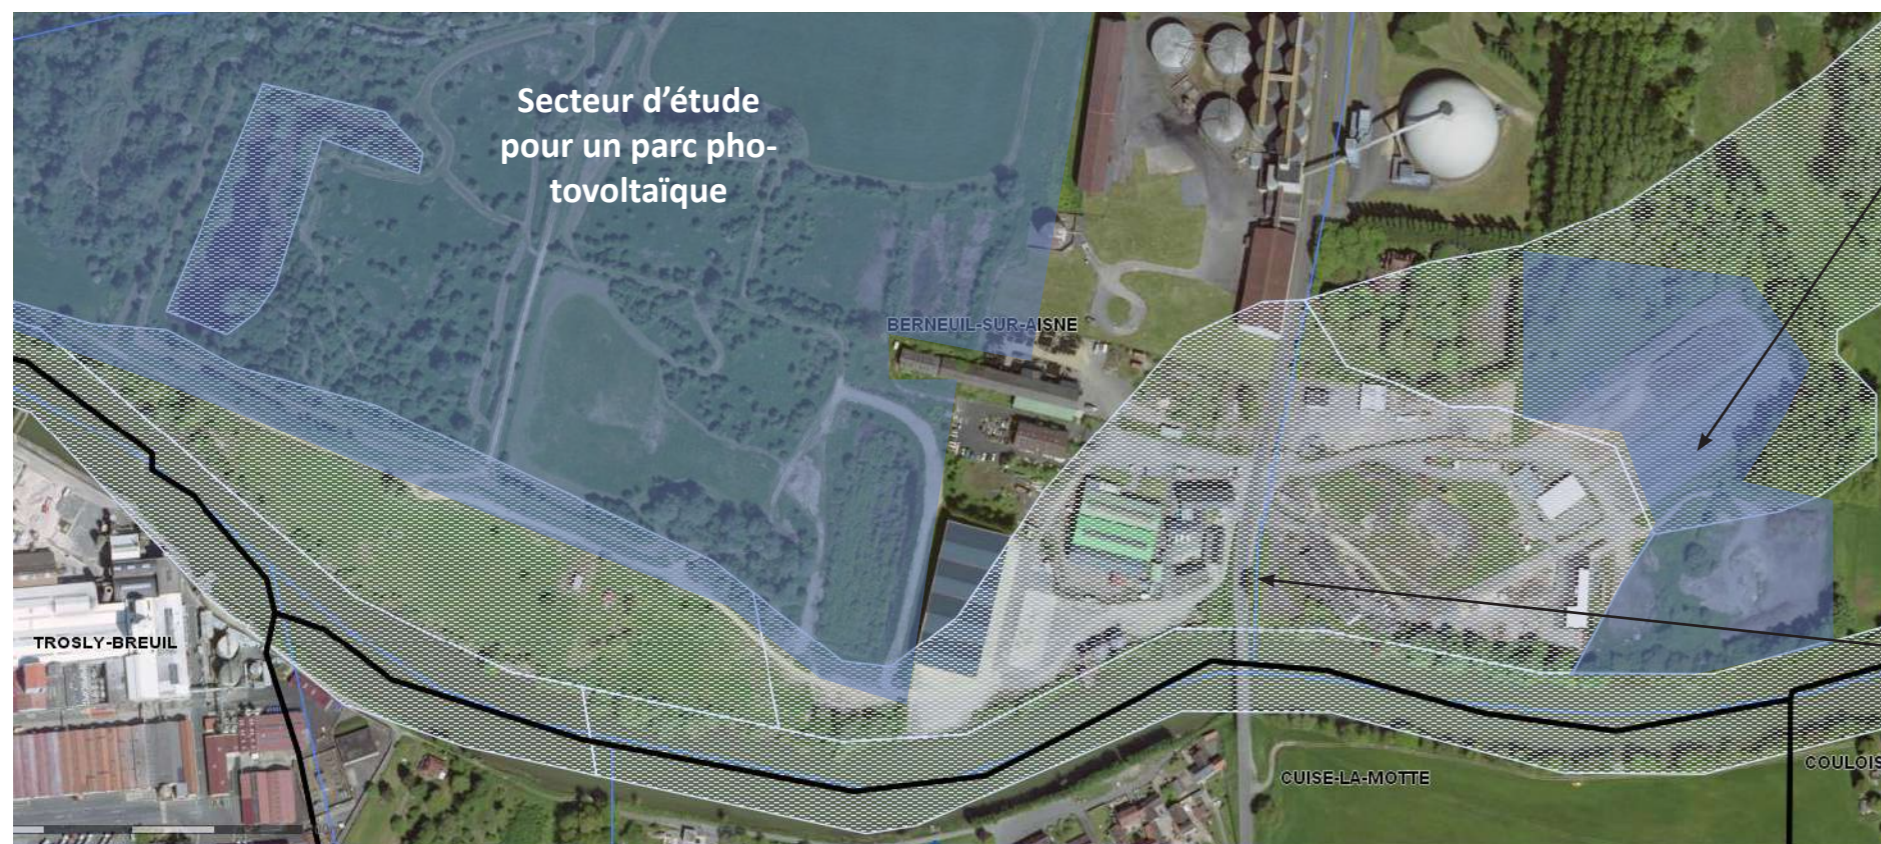 Secteur d’étude
pour un parc pho-
tovoltaïque
BERNEUIL-SUR-AISNE
TROSLY-BREUIL
CUISE-LA-MOTTE
COULOIS